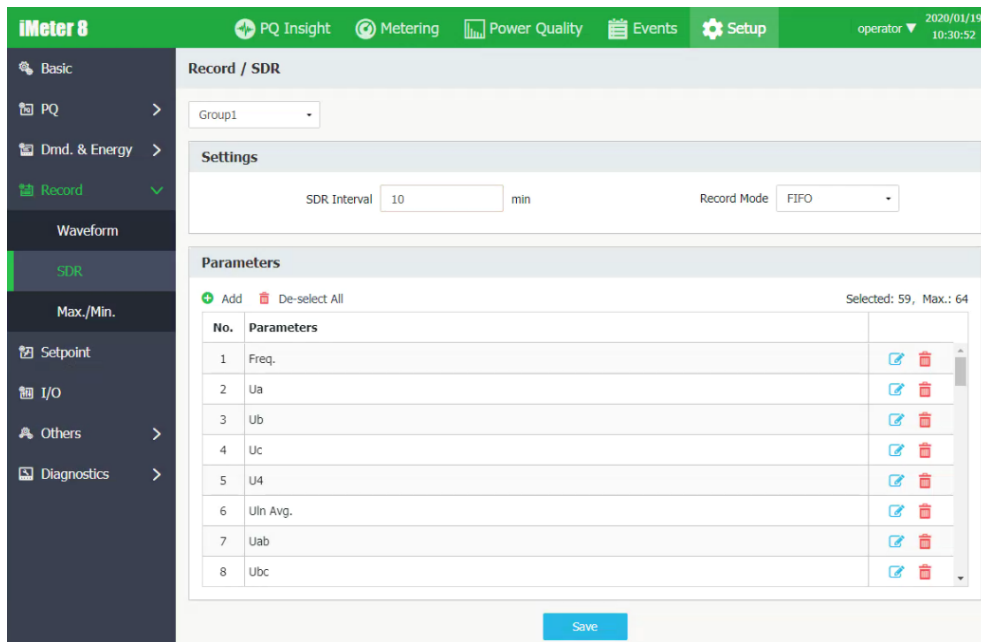 iMeter 8
PQ Insight
Metering
Power Quality
Events
Setup
operator ▼
2020/01/19
10:30:52
Basic
PQ
Dmd. & Energy
Record
Waveform
SDR
Max./Min.
Setpoint
I/O
Others
Diagnostics
Record / SDR
Group1
Settings
SDR Interval 10 min
Record Mode FIFO
Parameters
Add De-select All Selected: 59, Max.: 64
No. Parameters
1 Freq.
2 Ua
3 Ub
4 Uc
5 U4
6 Uln Avg.
7 Uab
8 Ubc
Save